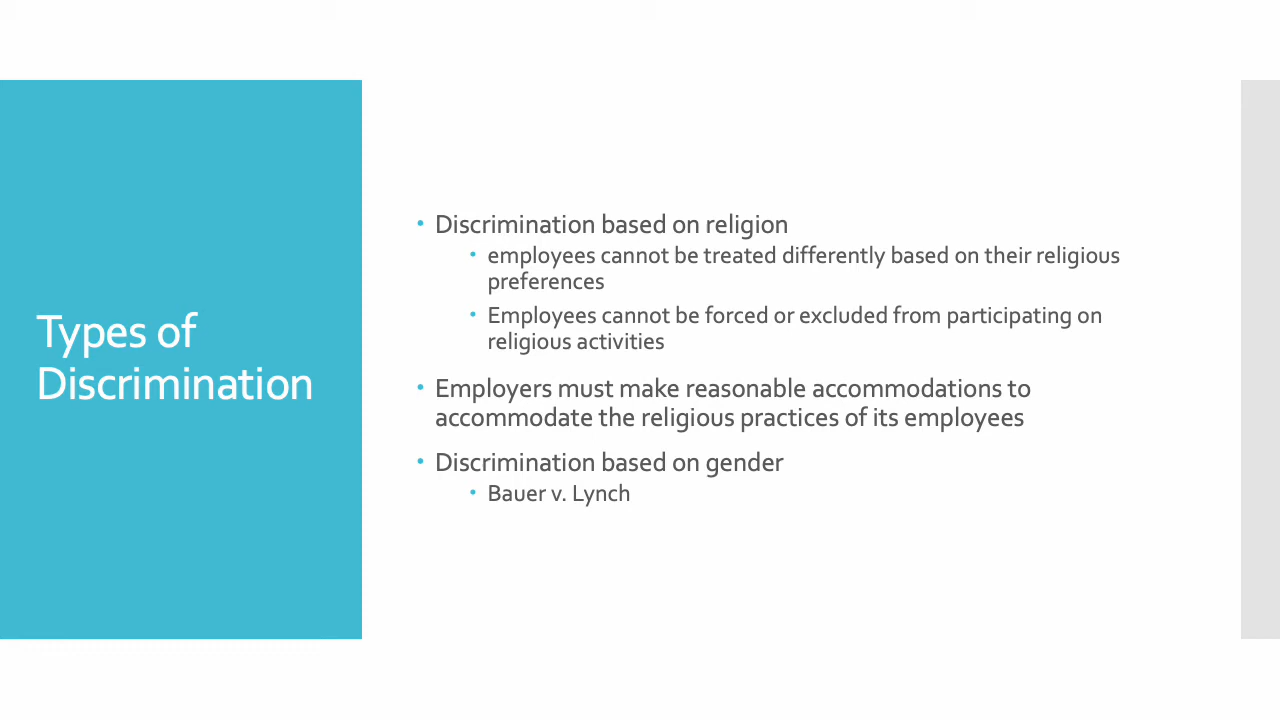 Types of
Discrimination
• Discrimination based on religion
• employees cannot be treated differently based on their religious
preferences
• Employees cannot be forced or excluded from participating on
religious activities
• Employers must make reasonable accommodations to
accommodate the religious practices of its employees
• Discrimination based on gender
• Bauer v. Lynch